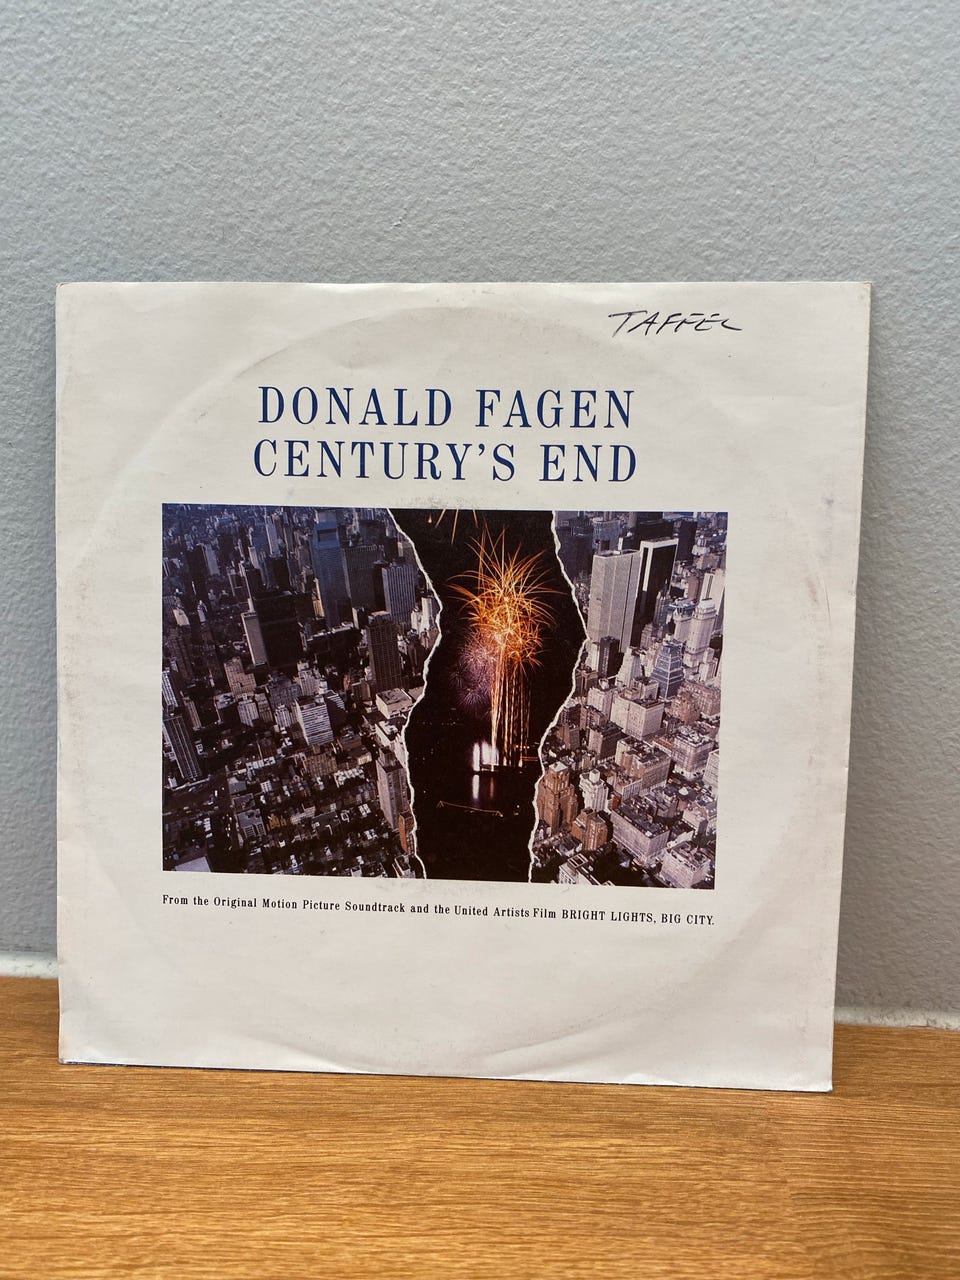 TAFFEL
DONALD FAGEN
CENTURY'S END
From the Original Motion Picture Soundtrack and the United Artists Film BRIGHT LIGHTS, BIG CITY.